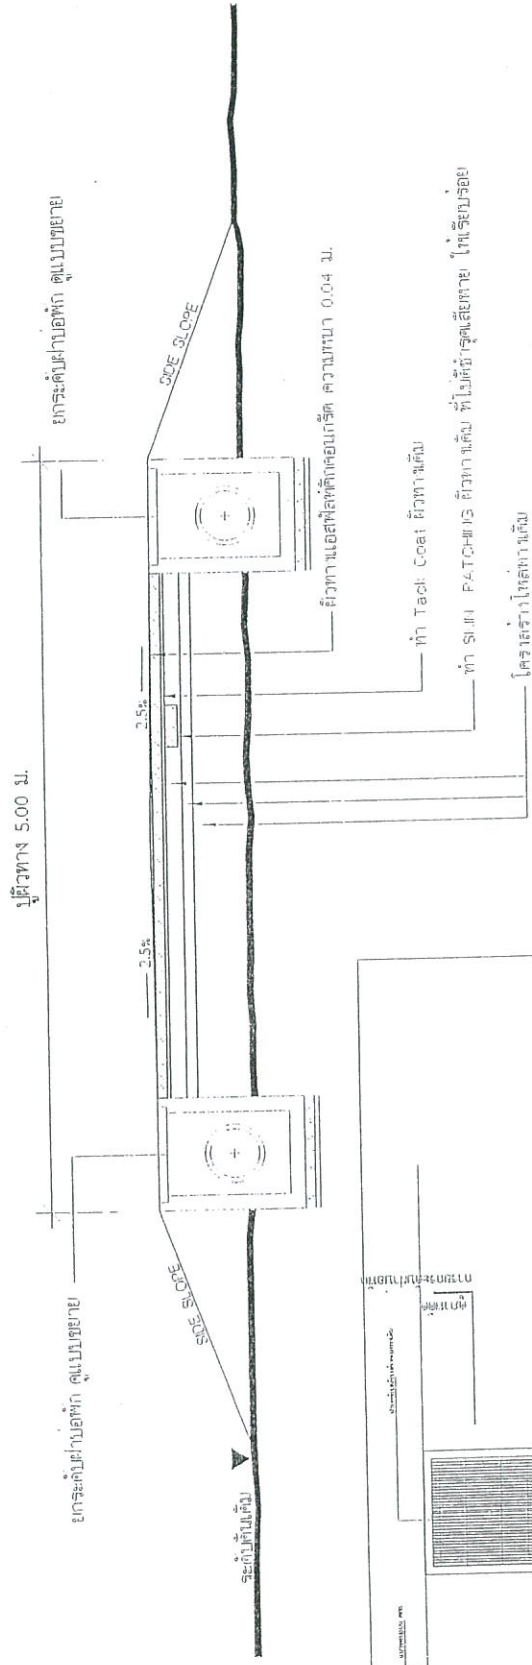 ปูผิวทาง 5.00 ม.
ยกระดับฝาบ่อพัก ดูแบบขยาย
ยกระดับฝาบ่อพัก ดูแบบขยาย
2.5%
2.5%
SIDE SLOPE
SIDE SLOPE
ระดับดินเดิม
ผิวทางแอสฟัลท์ติกคอนกรีต ความหนา 0.04 ม.
ทำ Tack Coat ผิวทางเดิม
ทำ SKIN PATCHING ผิวทางเดิม ที่ไม่ดีชำรุดเสียหาย ให้เรียบร้อย
โครงสร้างไหล่ทางเดิม